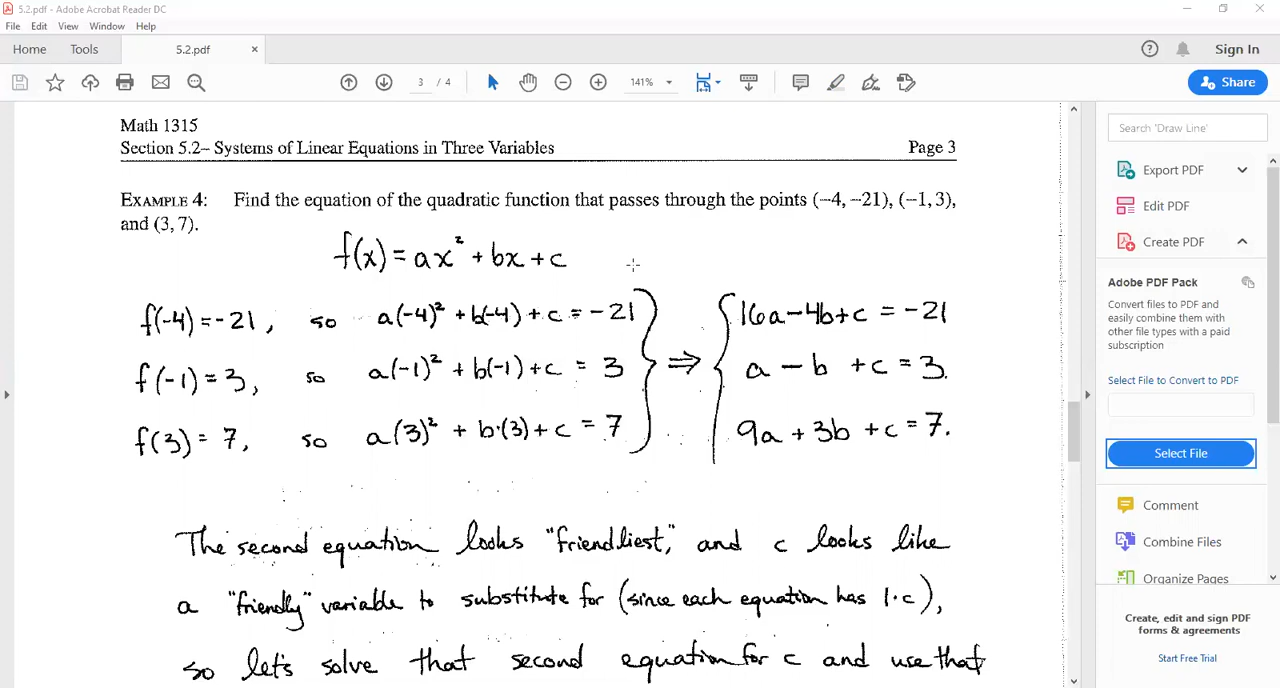 5.2.pdf - Adobe Acrobat Reader DC
File Edit View Window Help
Home Tools 5.2.pdf × Sign In
3 / 4 141% Share
Math 1315
Section 5.2– Systems of Linear Equations in Three Variables Page 3
EXAMPLE 4: Find the equation of the quadratic function that passes through the points (−4, −21), (−1, 3),
and (3, 7).
f(x) = ax² + bx + c
f(-4) = -21, so a(-4)² + b(-4) + c = -21 } ⇒ { 16a - 4b + c = -21
f(-1) = 3, so a(-1)² + b(-1) + c = 3 a - b + c = 3.
f(3) = 7, so a(3)² + b·(3) + c = 7 9a + 3b + c = 7.
The second equation looks "friendliest," and c looks like
a "friendly" variable to substitute for (since each equation has 1·c),
so let's solve that second equation for c and use that
Search 'Draw Line'
Export PDF
Edit PDF
Create PDF
Adobe PDF Pack
Convert files to PDF and
easily combine them with
other file types with a paid
subscription
Select File to Convert to PDF
Select File
Comment
Combine Files
Organize Pages
Create, edit and sign PDF
forms & agreements
Start Free Trial